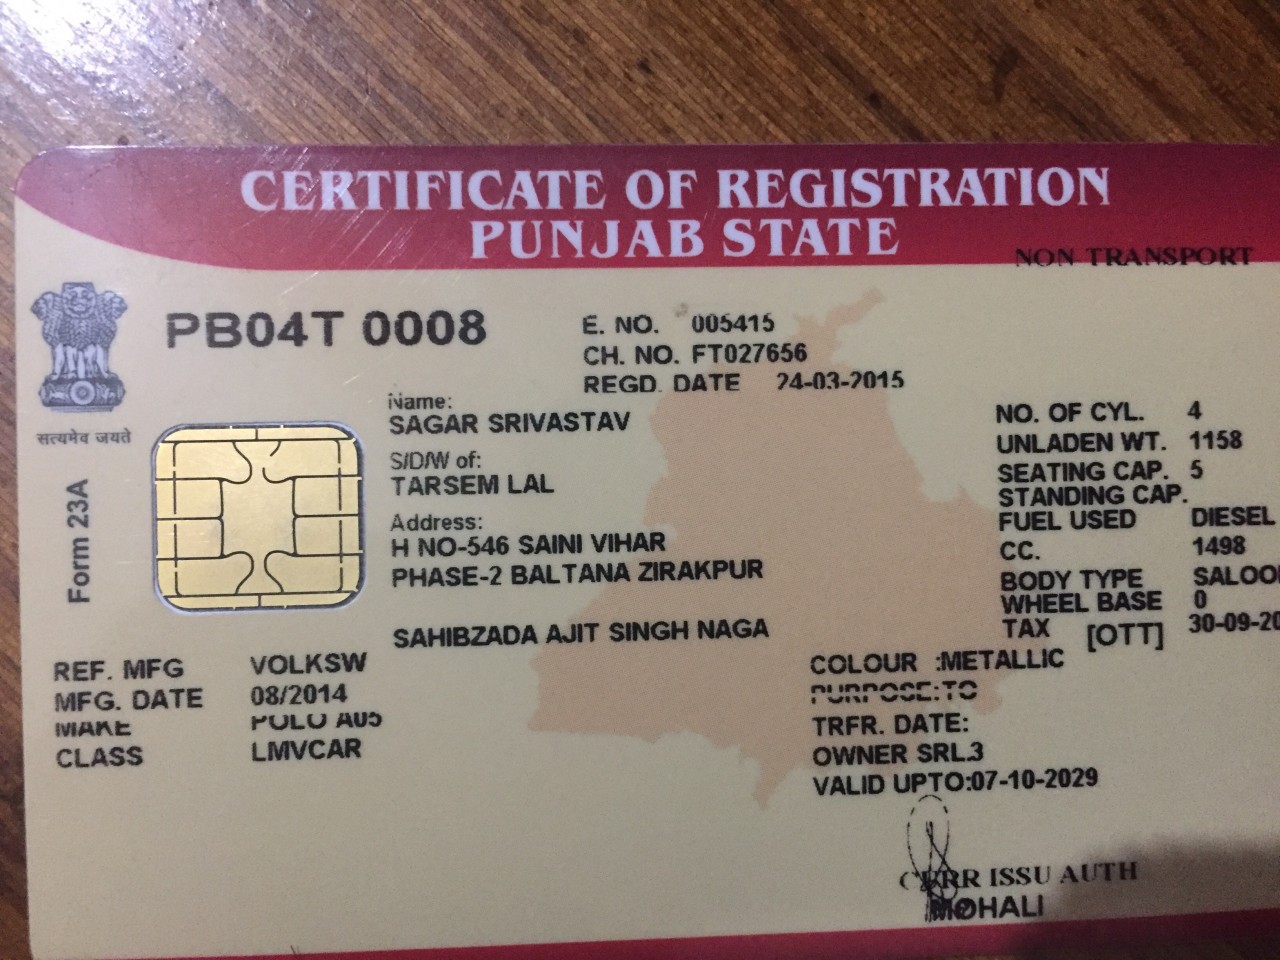 CERTIFICATE OF REGISTRATION
PUNJAB STATE
NON TRANSPORT
PB04T 0008
E. NO. 005415
CH. NO. FT027656
REGD. DATE 24-03-2015
सत्यमेव जयते
Form 23A
Name:
SAGAR SRIVASTAV
S/D/W of:
TARSEM LAL
Address:
H NO-546 SAINI VIHAR
PHASE-2 BALTANA ZIRAKPUR
SAHIBZADA AJIT SINGH NAGA
NO. OF CYL. 4
UNLADEN WT. 1158
SEATING CAP. 5
STANDING CAP.
FUEL USED DIESEL
CC. 1498
BODY TYPE SALOO
WHEEL BASE 0
TAX [OTT] 30-09-20
REF. MFG VOLKSW
MFG. DATE 08/2014
MAKE POLO A05
CLASS LMVCAR
COLOUR :METALLIC
PURPOSE:TO
TRFR. DATE:
OWNER SRL.3
VALID UPTO:07-10-2029
CERR ISSU AUTH
MOHALI